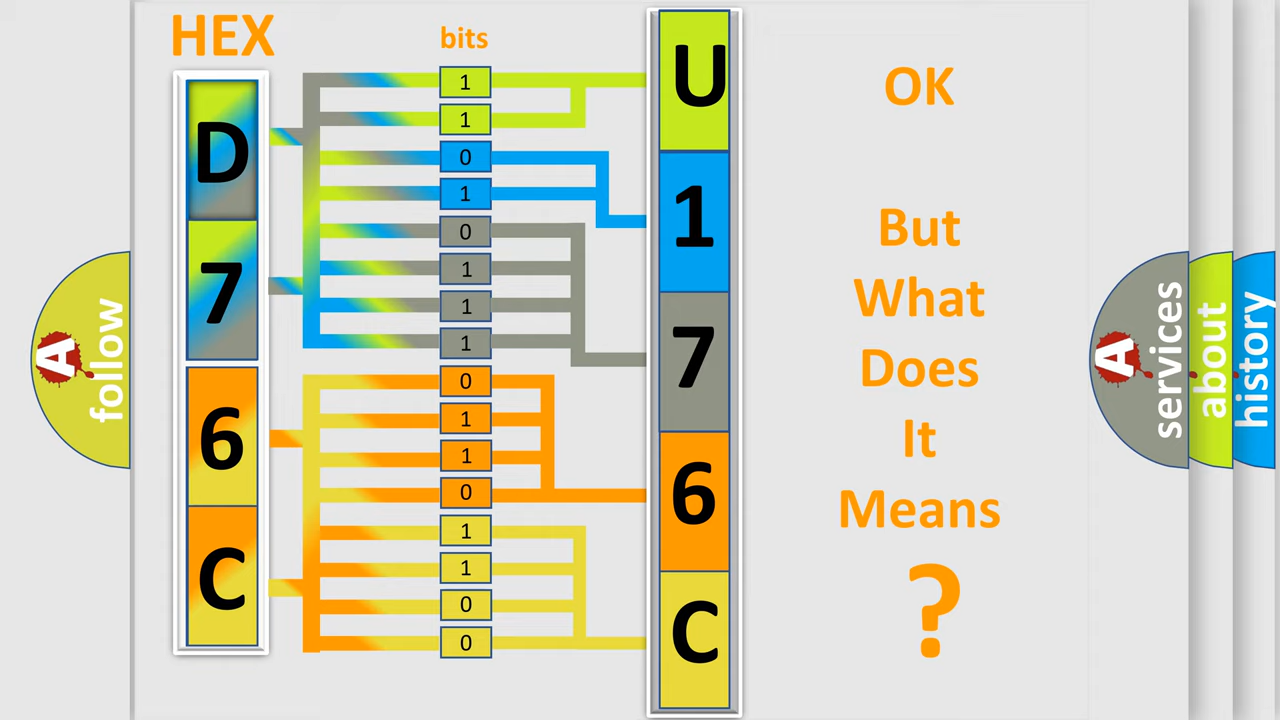 HEX
D
7
6
C
bits
1
1
0
1
0
1
1
1
0
1
1
0
1
1
0
0
U
1
7
6
C
OK
But
What
Does
It
Means
?
A
follow
A
services
about
history